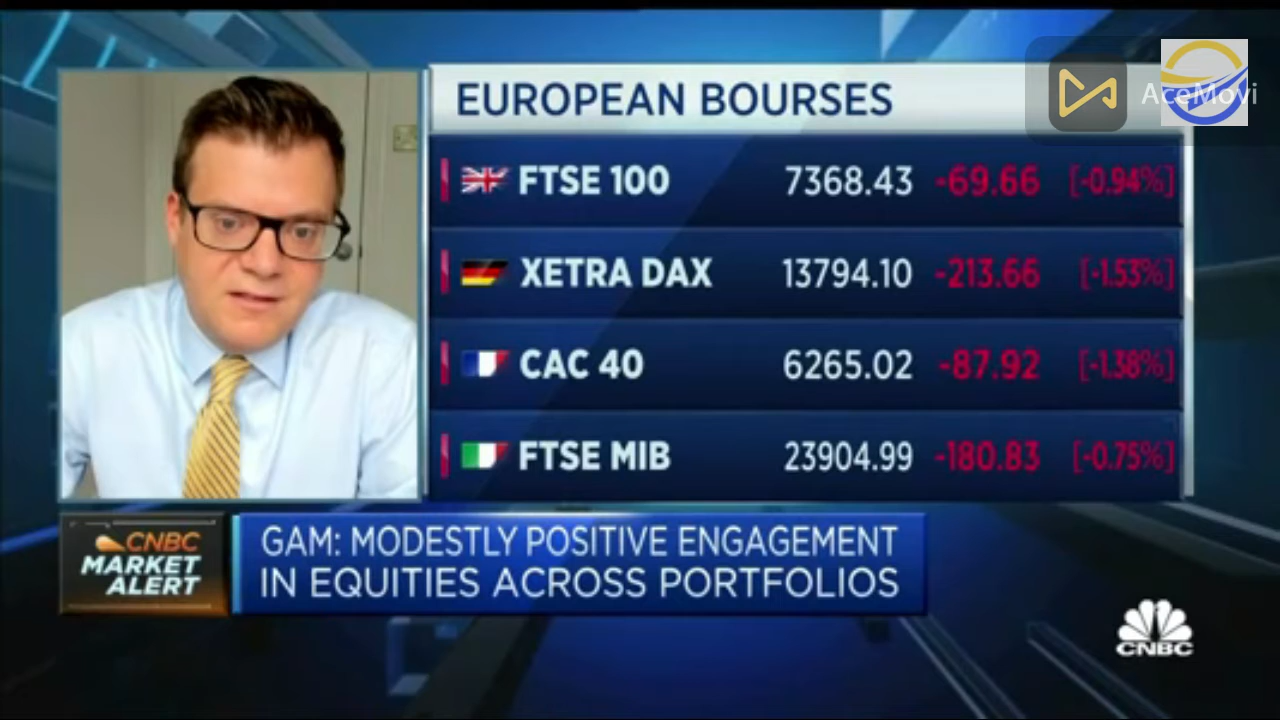 EUROPEAN BOURSES
AceMovi
FTSE 100 7368.43 -69.66 [-0.94%]
XETRA DAX 13794.10 -213.66 [-1.53%]
CAC 40 6265.02 -87.92 [-1.38%]
FTSE MIB 23904.99 -180.83 [-0.75%]
CNBC
MARKET
ALERT
GAM: MODESTLY POSITIVE ENGAGEMENT
IN EQUITIES ACROSS PORTFOLIOS
CNBC